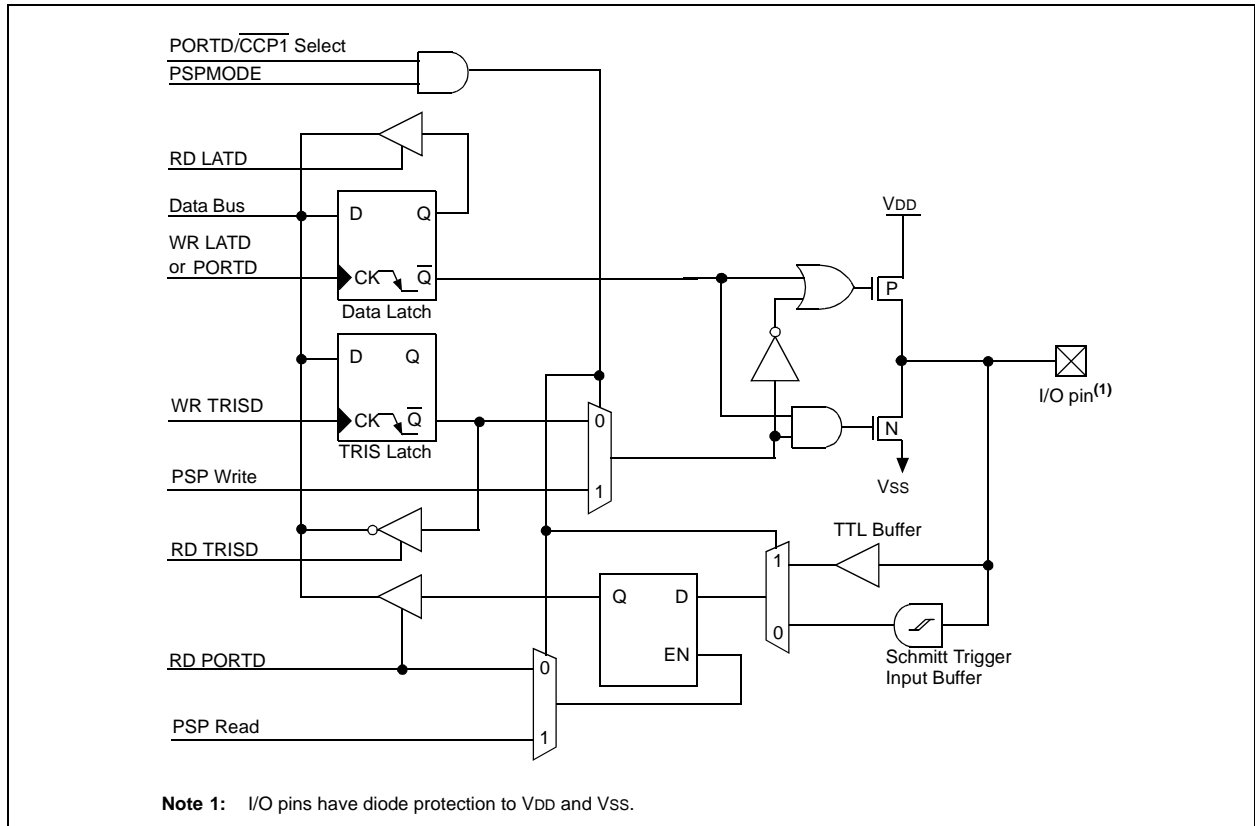 PORTD/CCP1 Select
PSPMODE
RD LATD
Data Bus
D Q
WR LATD
or PORTD
CK Q
Data Latch
VDD
P
D Q
WR TRISD
CK Q
TRIS Latch
0
1
PSP Write
N
VSS
I/O pin(1)
RD TRISD
TTL Buffer
1
0
Q D
EN
Schmitt Trigger
Input Buffer
RD PORTD
0
1
PSP Read
Note 1: I/O pins have diode protection to VDD and VSS.